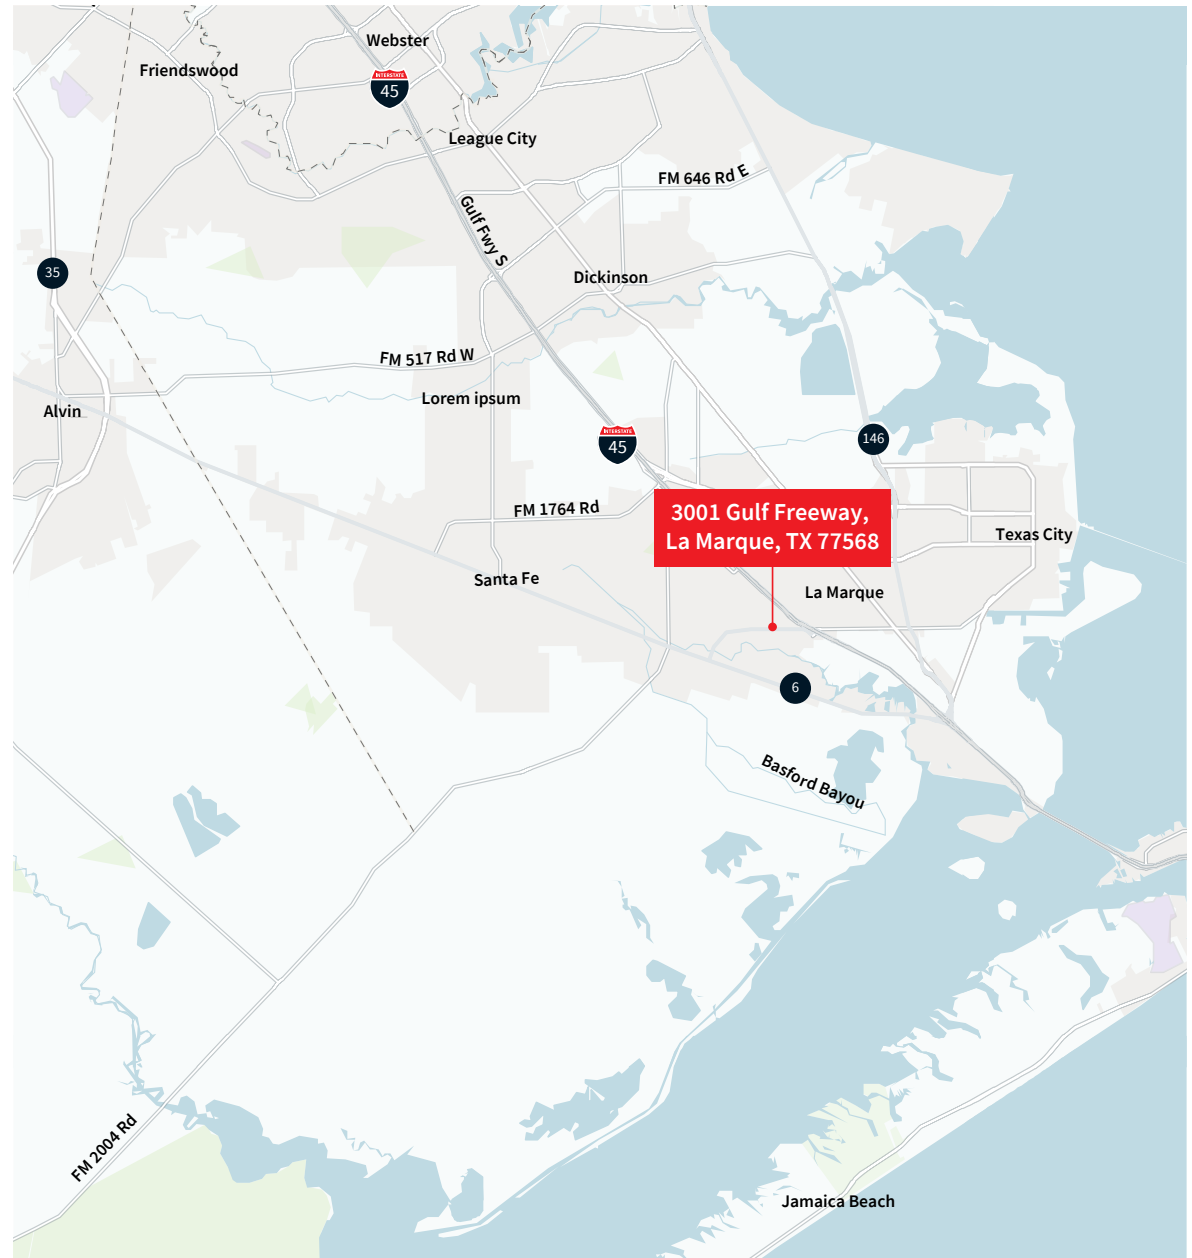 Webster
Friendswood
INTERSTATE
45
League City
FM 646 Rd E
Gulf Fwy S
35
Dickinson
FM 517 Rd W
Lorem ipsum
Alvin
INTERSTATE
45
146
FM 1764 Rd
3001 Gulf Freeway,
La Marque, TX 77568
Texas City
Santa Fe
La Marque
6
Basford Bayou
FM 2004 Rd
Jamaica Beach